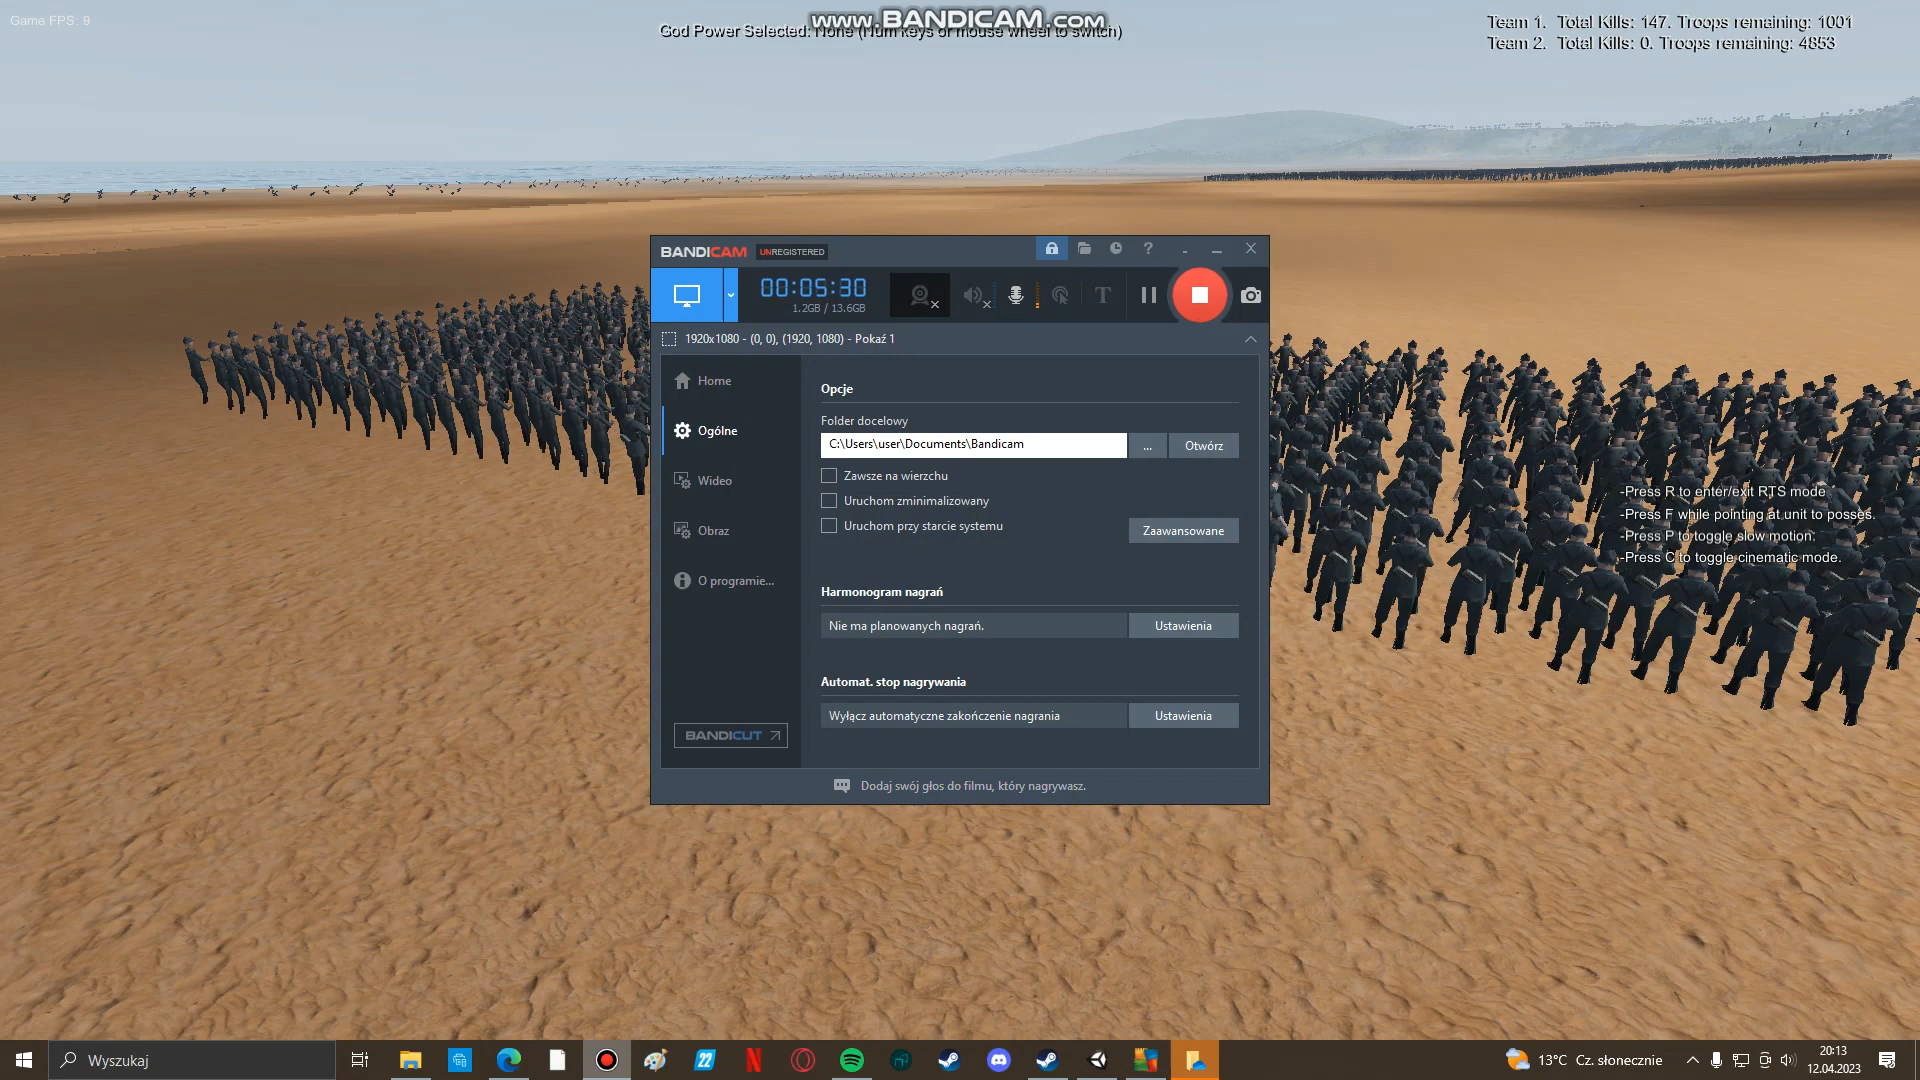 Game FPS: 9
www.BANDICAM.com
God Power Selected: None (Num keys or mouse wheel to switch)
Team 1. Total Kills: 147. Troops remaining: 1001
Team 2. Total Kills: 0. Troops remaining: 4853
BANDICAM UNREGISTERED
00:05:30
1.2GB / 13.6GB
1920x1080 - (0, 0), (1920, 1080) - Pokaź 1
Home
Ogólne
Wideo
Obraz
O programie...
BANDICUT
Opcje
Folder docelowy
C:\Users\user\Documents\Bandicam
...
Otwórz
Zawsze na wierzchu
Uruchom zminimalizowany
Uruchom przy starcie systemu
Zaawansowane
Harmonogram nagrań
Nie ma planowanych nagrań.
Ustawienia
Automat. stop nagrywania
Wyłącz automatyczne zakończenie nagrania
Ustawienia
Dodaj swój głos do filmu, który nagrywasz.
-Press R to enter/exit RTS mode
-Press F while pointing at unit to posses.
-Press P to toggle slow motion.
-Press C to toggle cinematic mode.
Wyszukaj
22
13°C Cz. słonecznie
20:13
12.04.2023